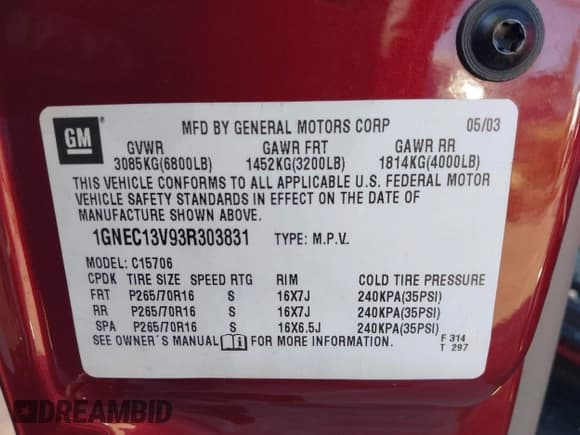 GM
MFD BY GENERAL MOTORS CORP 05/03
GVWR GAWR FRT GAWR RR
3085KG(6800LB) 1452KG(3200LB) 1814KG(4000LB)
THIS VEHICLE CONFORMS TO ALL APPLICABLE U.S. FEDERAL MOTOR
VEHICLE SAFETY STANDARDS IN EFFECT ON THE DATE OF
MANUFACTURE SHOWN ABOVE.
1GNEC13V93R303831 TYPE: M.P.V.
MODEL: C15706
CPDK TIRE SIZE SPEED RTG RIM COLD TIRE PRESSURE
FRT P265/70R16 S 16X7J 240KPA(35PSI)
RR P265/70R16 S 16X7J 240KPA(35PSI)
SPA P265/70R16 S 16X6.5J 240KPA(35PSI)
SEE OWNER´S MANUAL FOR MORE INFORMATION. F 314
T 297
DREAMBID